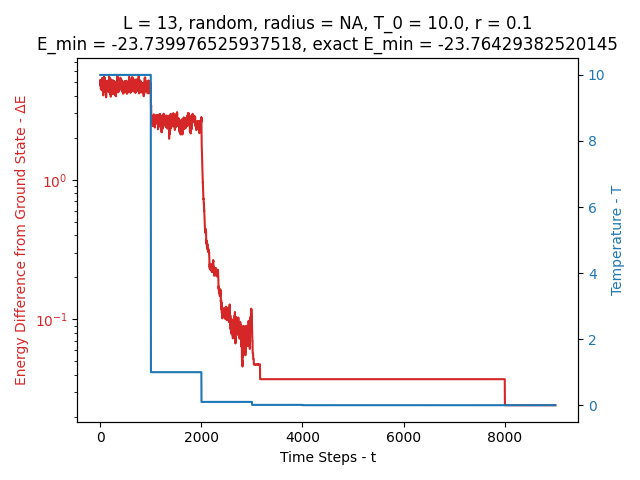 L = 13, random, radius = NA, T_0 = 10.0, r = 0.1
E_min = -23.739976525937518, exact E_min = -23.76429382520145
Energy Difference from Ground State - ΔE
10⁰
10⁻¹
10
8
6
4
2
0
Temperature - T
0
2000
4000
6000
8000
Time Steps - t